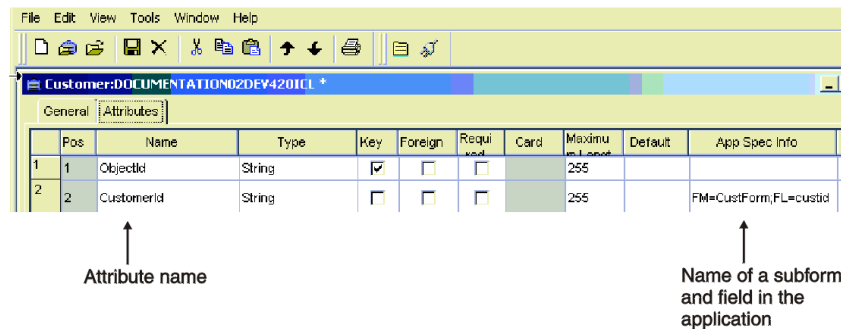 File Edit View Tools Window Help
Customer:DOCUMENTATION02DEV420ICL *
General Attributes
Pos Name Type Key Foreign Requi Card Maximu Default App Spec Info
1 1 ObjectId String 255
2 2 CustomerId String 255 FM=CustForm;FL=custid
Attribute name
Name of a subform
and field in the
application